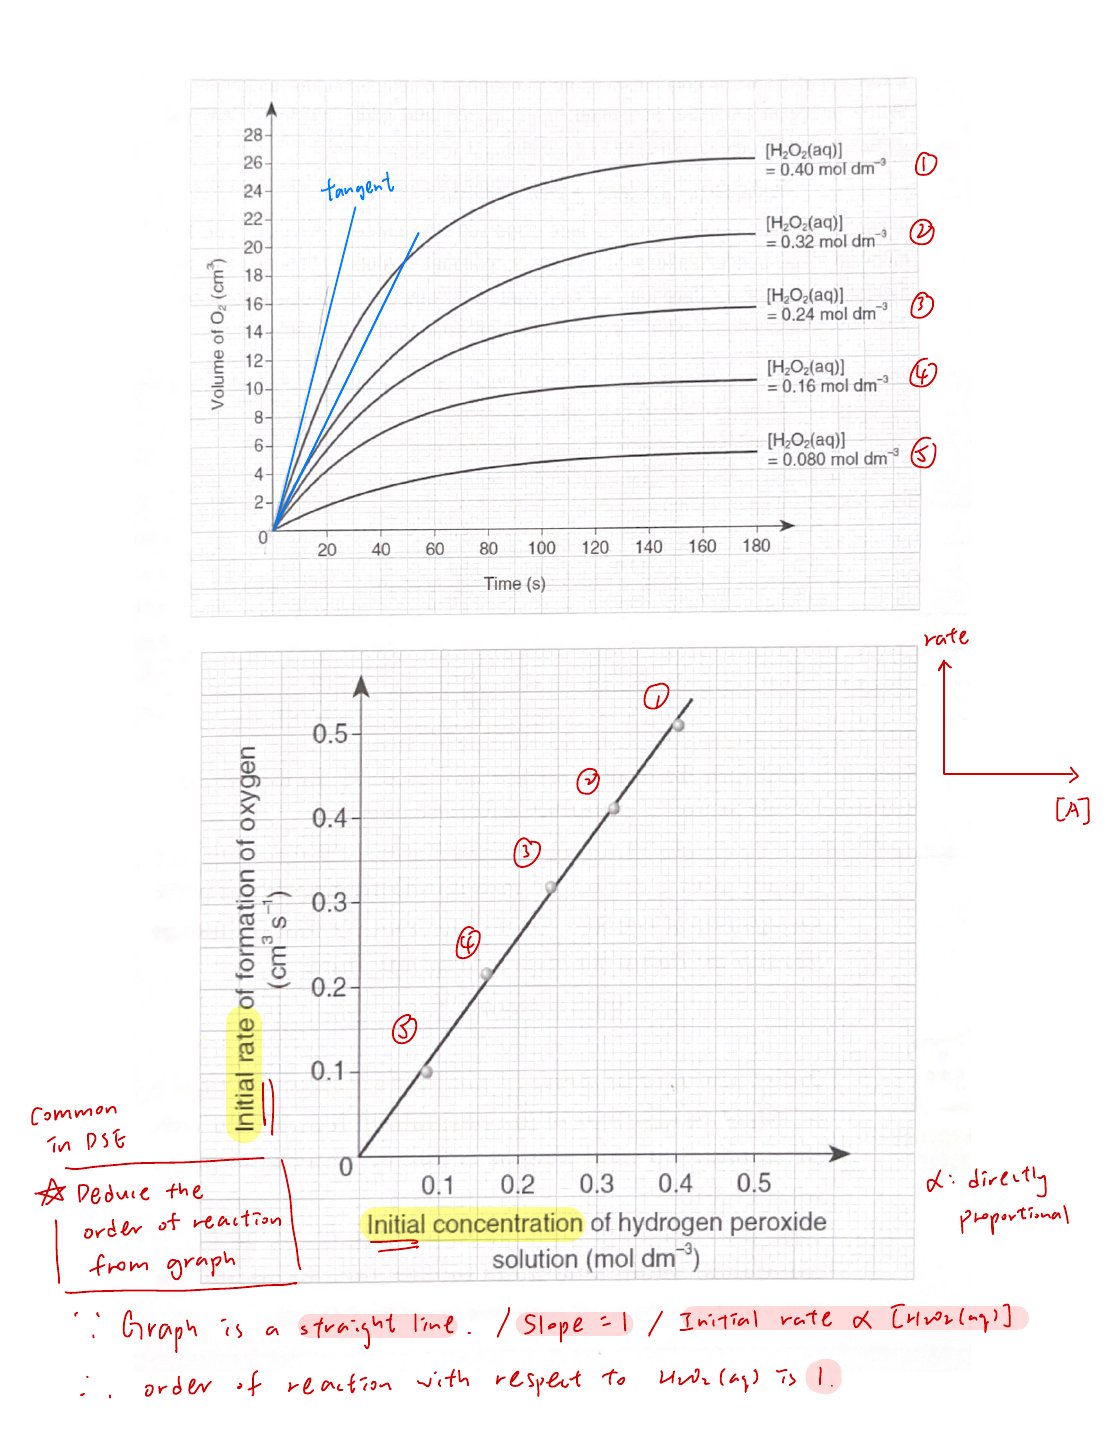 28
26
24
22
20
18
16
14
12
10
8
6
4
2
0
Volume of O₂ (cm³)
tangent
[H₂O₂(aq)]
= 0.40 mol dm⁻³ ①
[H₂O₂(aq)]
= 0.32 mol dm⁻³ ②
[H₂O₂(aq)]
= 0.24 mol dm⁻³ ③
[H₂O₂(aq)]
= 0.16 mol dm⁻³ ④
[H₂O₂(aq)]
= 0.080 mol dm⁻³ ⑤
20 40 60 80 100 120 140 160 180
Time (s)
rate
[A]
Initial rate of formation of oxygen
(cm³ s⁻¹)
0.5
0.4
0.3
0.2
0.1
0
①
②
③
④
⑤
0.1 0.2 0.3 0.4 0.5
Initial concentration of hydrogen peroxide
solution (mol dm⁻³)
Common
in DSE
☆ Deduce the
order of reaction
from graph
α: directly
proportional
∵ Graph is a straight line. / Slope = 1 / Initial rate α [H₂O₂(aq)]
∴ order of reaction with respect to H₂O₂(aq) is 1.